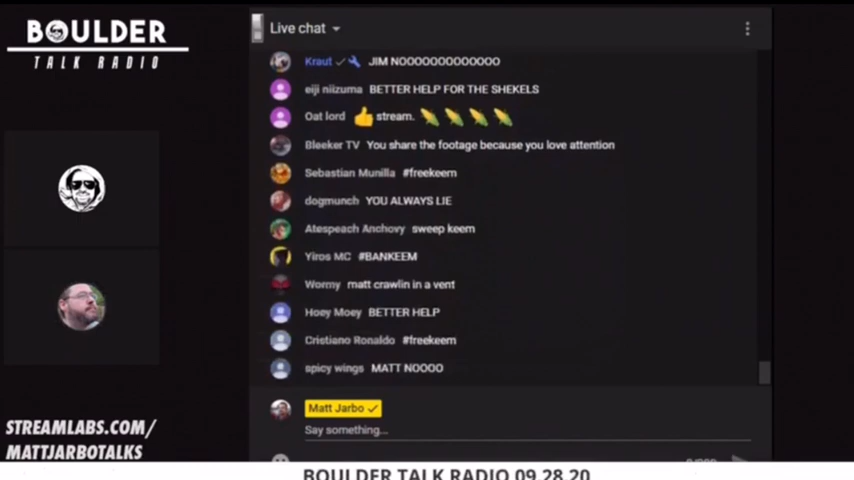 BOULDER
TALK RADIO
Live chat
Kraut JIM NOOOOOOOOOOOOO
eiji niizuma BETTER HELP FOR THE SHEKELS
Oat lord 👍 stream. 🌽 🌽 🌽 🌽
Bleeker TV You share the footage because you love attention
Sebastian Munilla #freekeem
dogmunch YOU ALWAYS LIE
Atespeach Anchovy sweep keem
Yiros MC #BANKEEM
Wormy matt crawlin in a vent
Hoey Moey BETTER HELP
Cristiano Ronaldo #freekeem
spicy wings MATT NOOOO
Matt Jarbo
Say something...
STREAMLABS.COM/
MATTJARBOTALKS
BOULDER TALK RADIO 09.28.20